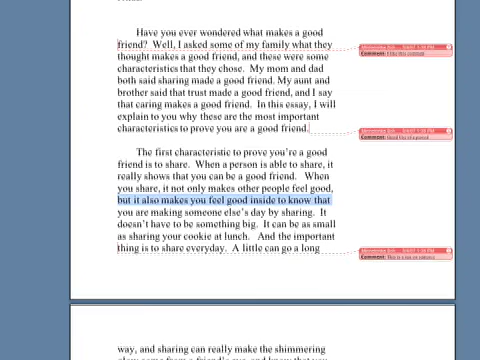 Have you ever wondered what makes a good
friend? Well, I asked some of my family what they
thought makes a good friend, and these were some
characteristics that they chose. My mom and dad
both said sharing made a good friend. My aunt and
brother said that trust made a good friend, and I say
that caring makes a good friend. In this essay, I will
explain to you why these are the most important
characteristics to prove you are a good friend.
The first characteristic to prove you're a good
friend is to share. When a person is able to share, it
really shows that you can be a good friend. When
you share, it not only makes other people feel good,
but it also makes you feel good inside to know that
you are making someone else's day by sharing. It
doesn't have to be something big. It can be as small
as sharing your cookie at lunch. And the important
thing is to share everyday. A little can go a long
Comment:
Comment:
Comment:
way, and sharing can really make the shimmering